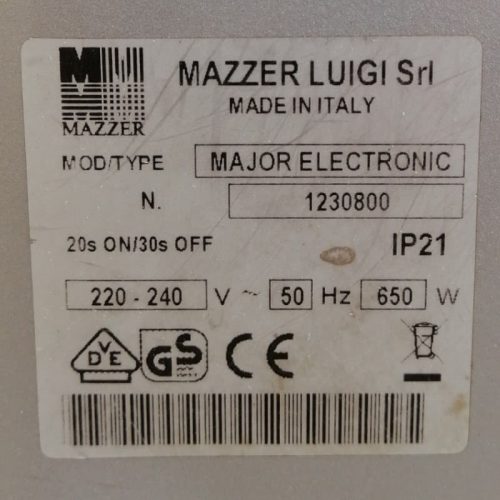 MAZZER LUIGI Srl
MADE IN ITALY
MAZZER
MOD/TYPE MAJOR ELECTRONIC
N. 1230800
20s ON/30s OFF IP21
220 - 240 V ~ 50 Hz 650 W
DVE GS CE